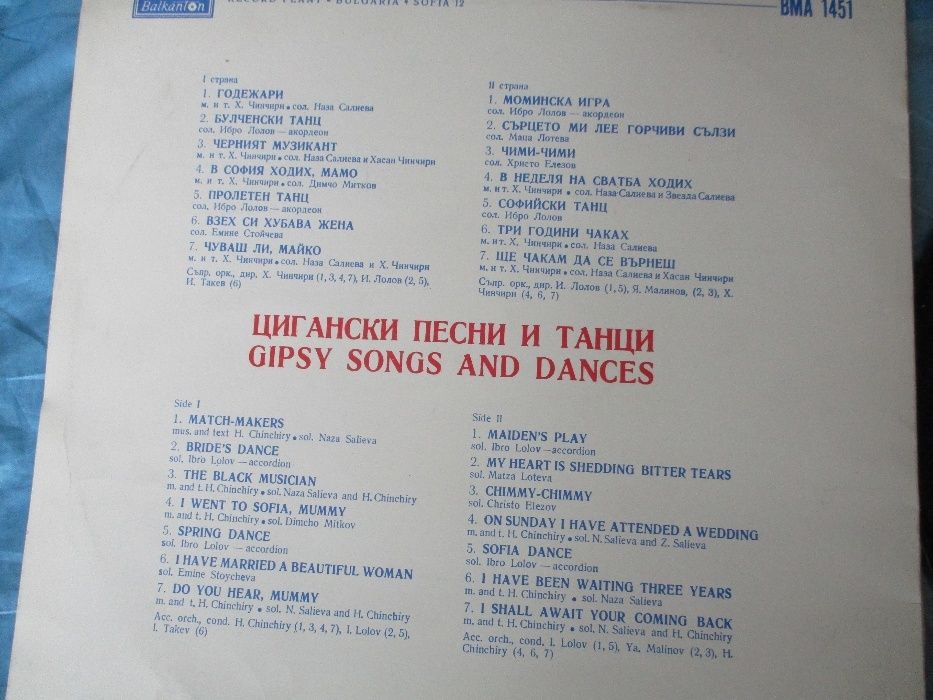 Balkanton
RECORD PLANT • BULGARIA • SOFIA 12
BMA 1451
I страна
1. ГОДЕЖАРИ
м. и т. Х. Чинчири • сол. Наза Салиева
2. БУЛЧЕНСКИ ТАНЦ
сол. Ибро Лолов — акордеон
3. ЧЕРНИЯТ МУЗИКАНТ
м. и т. Х. Чинчири • сол. Наза Салиева и Хасан Чинчири
4. В СОФИЯ ХОДИХ, МАМО
м. и т. Х. Чинчири • сол. Димчо Митков
5. ПРОЛЕТЕН ТАНЦ
сол. Ибро Лолов — акордеон
6. ВЗЕХ СИ ХУБАВА ЖЕНА
сол. Емине Стойчева
7. ЧУВАШ ЛИ, МАЙКО
м. и т. Х. Чинчири • сол. Наза Салиева и Х. Чинчири
Съпр. орк., дир. Х. Чинчири (1, 3, 4, 7), И. Лолов (2, 5),
И. Такев (6)
II страна
1. МОМИНСКА ИГРА
сол. Ибро Лолов — акордеон
2. СЪРЦЕТО МИ ЛЕЕ ГОРЧИВИ СЪЛЗИ
сол. Маца Лотева
3. ЧИМИ-ЧИМИ
сол. Христо Елезов
4. В НЕДЕЛЯ НА СВАТБА ХОДИХ
м. и т. Х. Чинчири • сол. Наза Салиева и Звезда Салиева
5. СОФИЙСКИ ТАНЦ
сол. Ибро Лолов
6. ТРИ ГОДИНИ ЧАКАХ
м. и т. Х. Чинчири • сол. Наза Салиева
7. ЩЕ ЧАКАМ ДА СЕ ВЪРНЕШ
м. и т. Х. Чинчири • сол. Наза Салиева и Хасан Чинчири
Съпр. орк., дир. И. Лолов (1, 5), Я. Малинов, (2, 3), Х.
Чинчири (4, 6, 7)
ЦИГАНСКИ ПЕСНИ И ТАНЦИ
GIPSY SONGS AND DANCES
Side I
1. MATCH-MAKERS
mus. and text H. Chinchiry • sol. Naza Salieva
2. BRIDE'S DANCE
sol. Ibro Lolov — accordion
3. THE BLACK MUSICIAN
m. and t. H. Chinchiry • sol. Naza Salieva and H. Chinchiry
4. I WENT TO SOFIA, MUMMY
m. and t. H. Chinchiry • sol. Dimcho Mitkov
5. SPRING DANCE
sol. Ibro Lolov — accordion
6. I HAVE MARRIED A BEAUTIFUL WOMAN
sol. Emine Stoycheva
7. DO YOU HEAR, MUMMY
m. and t. H. Chinchiry • sol. N. Salieva and H. Chinchiry
Acc. orch., cond. H. Chinchiry (1, 3, 4, 7), I. Lolov (2, 5),
I. Takev (6)
Side II
1. MAIDEN'S PLAY
sol. Ibro Lolov —accordion
2. MY HEART IS SHEDDING BITTER TEARS
sol. Matza Loteva
3. CHIMMY-CHIMMY
sol. Christo Elezov
4. ON SUNDAY I HAVE ATTENDED A WEDDING
m. and t. H. Chinchiry • sol. N. Salieva and Z. Salieva
5. SOFIA DANCE
sol. Ibro Lolov — accordion
6. I HAVE BEEN WAITING THREE YEARS
m. and t. H. Chinchiry • sol. Naza Salieva
7. I SHALL AWAIT YOUR COMING BACK
m. and t. H. Chinchiry • sol. N. Salieva and H. Chinchiry
Acc. orch., cond. I. Lolov (1, 5), Ya. Malinov (2, 3), H.
Chinchiry (4, 6, 7)